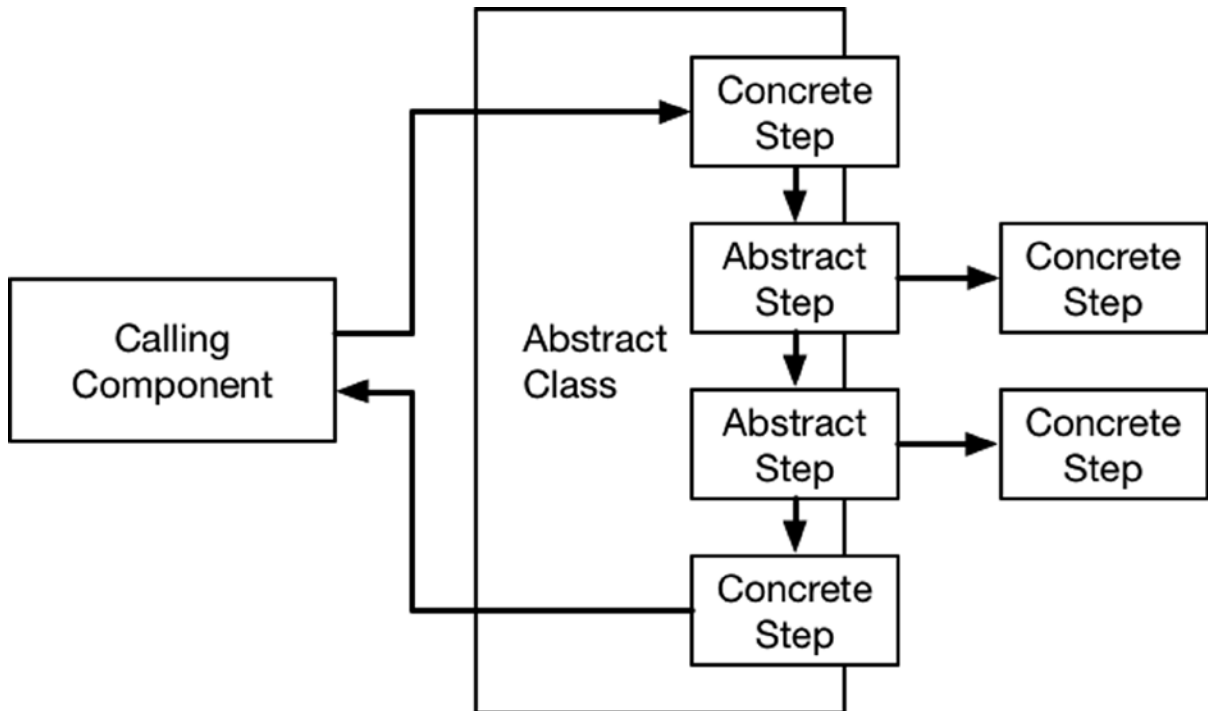 Concrete
Step
Abstract
Step
Concrete
Step
Calling
Component
Abstract
Class
Abstract
Step
Concrete
Step
Concrete
Step